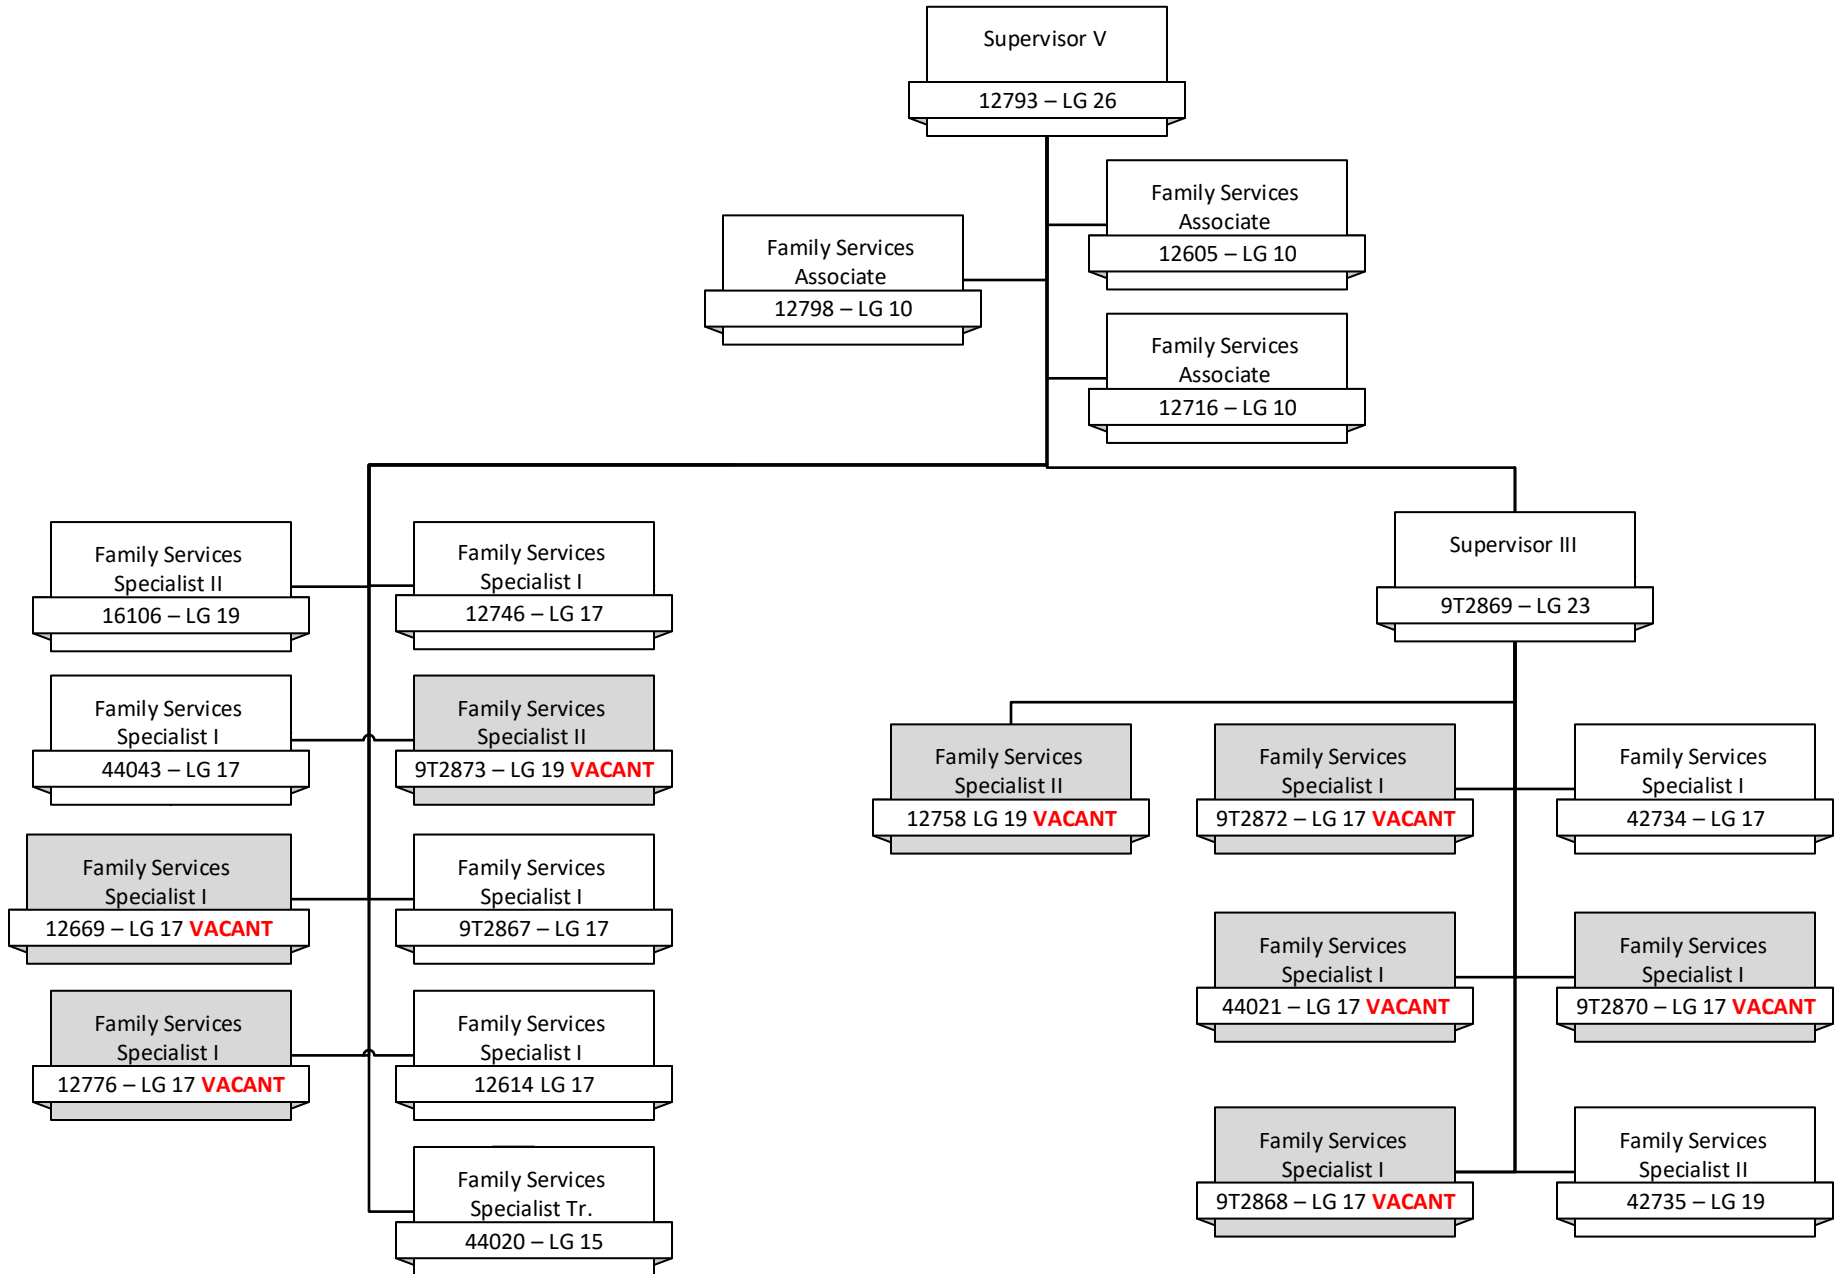 Supervisor V
12793 – LG 26
Family Services
Associate
12605 – LG 10
Family Services
Associate
12798 – LG 10
Family Services
Associate
12716 – LG 10
Family Services
Specialist II
16106 – LG 19
Family Services
Specialist I
12746 – LG 17
Family Services
Specialist I
44043 – LG 17
Family Services
Specialist II
9T2873 – LG 19 VACANT
Family Services
Specialist I
12669 – LG 17 VACANT
Family Services
Specialist I
9T2867 – LG 17
Family Services
Specialist I
12776 – LG 17 VACANT
Family Services
Specialist I
12614 LG 17
Family Services
Specialist Tr.
44020 – LG 15
Supervisor III
9T2869 – LG 23
Family Services
Specialist II
12758 LG 19 VACANT
Family Services
Specialist I
9T2872 – LG 17 VACANT
Family Services
Specialist I
42734 – LG 17
Family Services
Specialist I
44021 – LG 17 VACANT
Family Services
Specialist I
9T2870 – LG 17 VACANT
Family Services
Specialist I
9T2868 – LG 17 VACANT
Family Services
Specialist II
42735 – LG 19